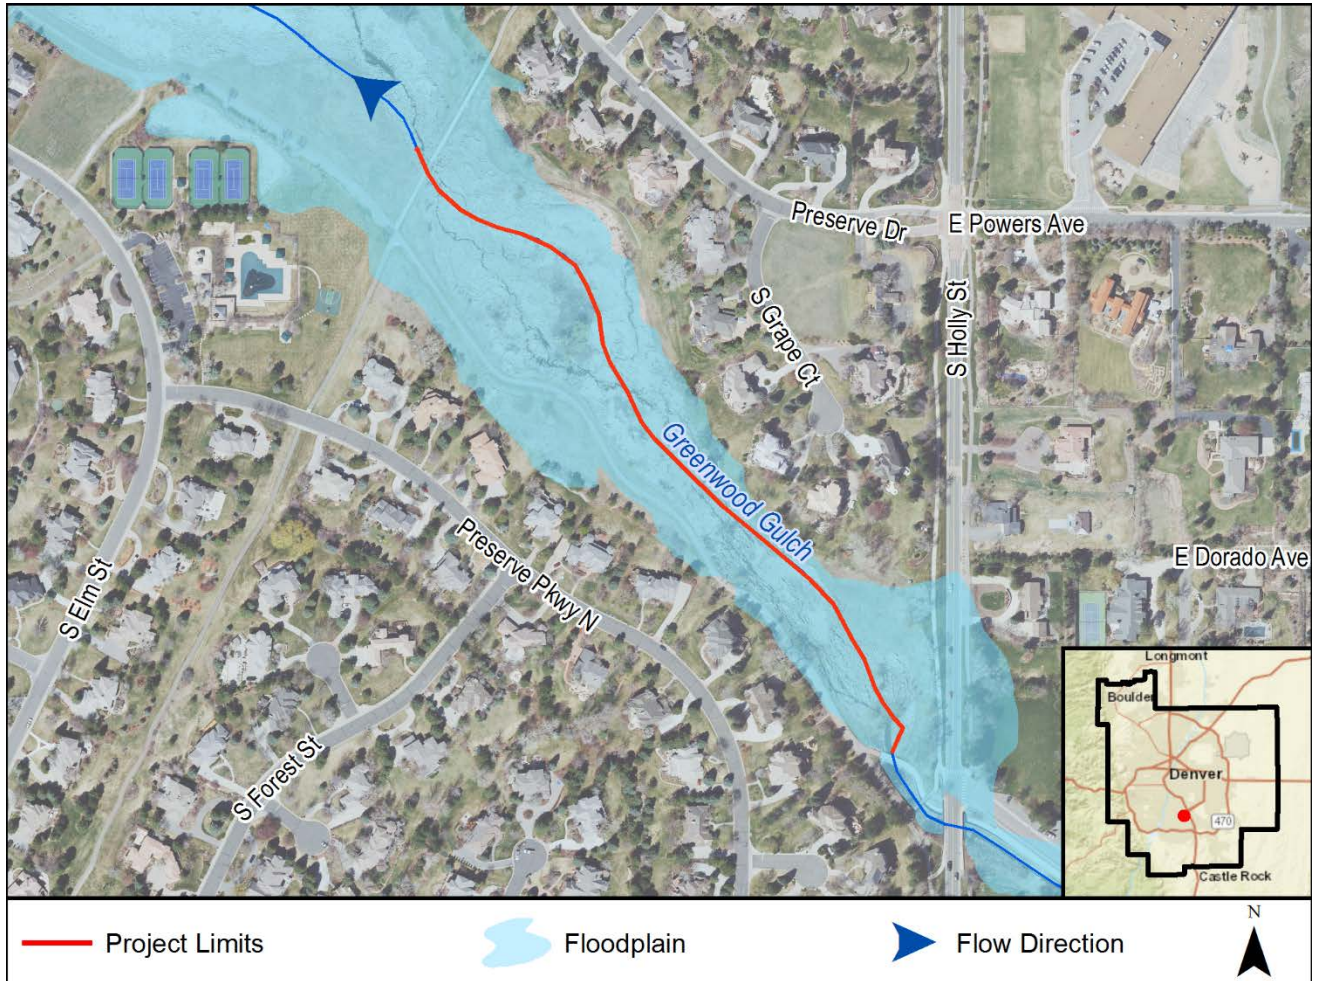 Preserve Dr
E Powers Ave
S Holly St
S Grape Ct
Greenwood Gulch
Preserve Pkwy N
S Elm St
S Forest St
E Dorado Ave
Longmont
Boulder
Denver
470
Castle Rock
Project Limits
Floodplain
Flow Direction
N